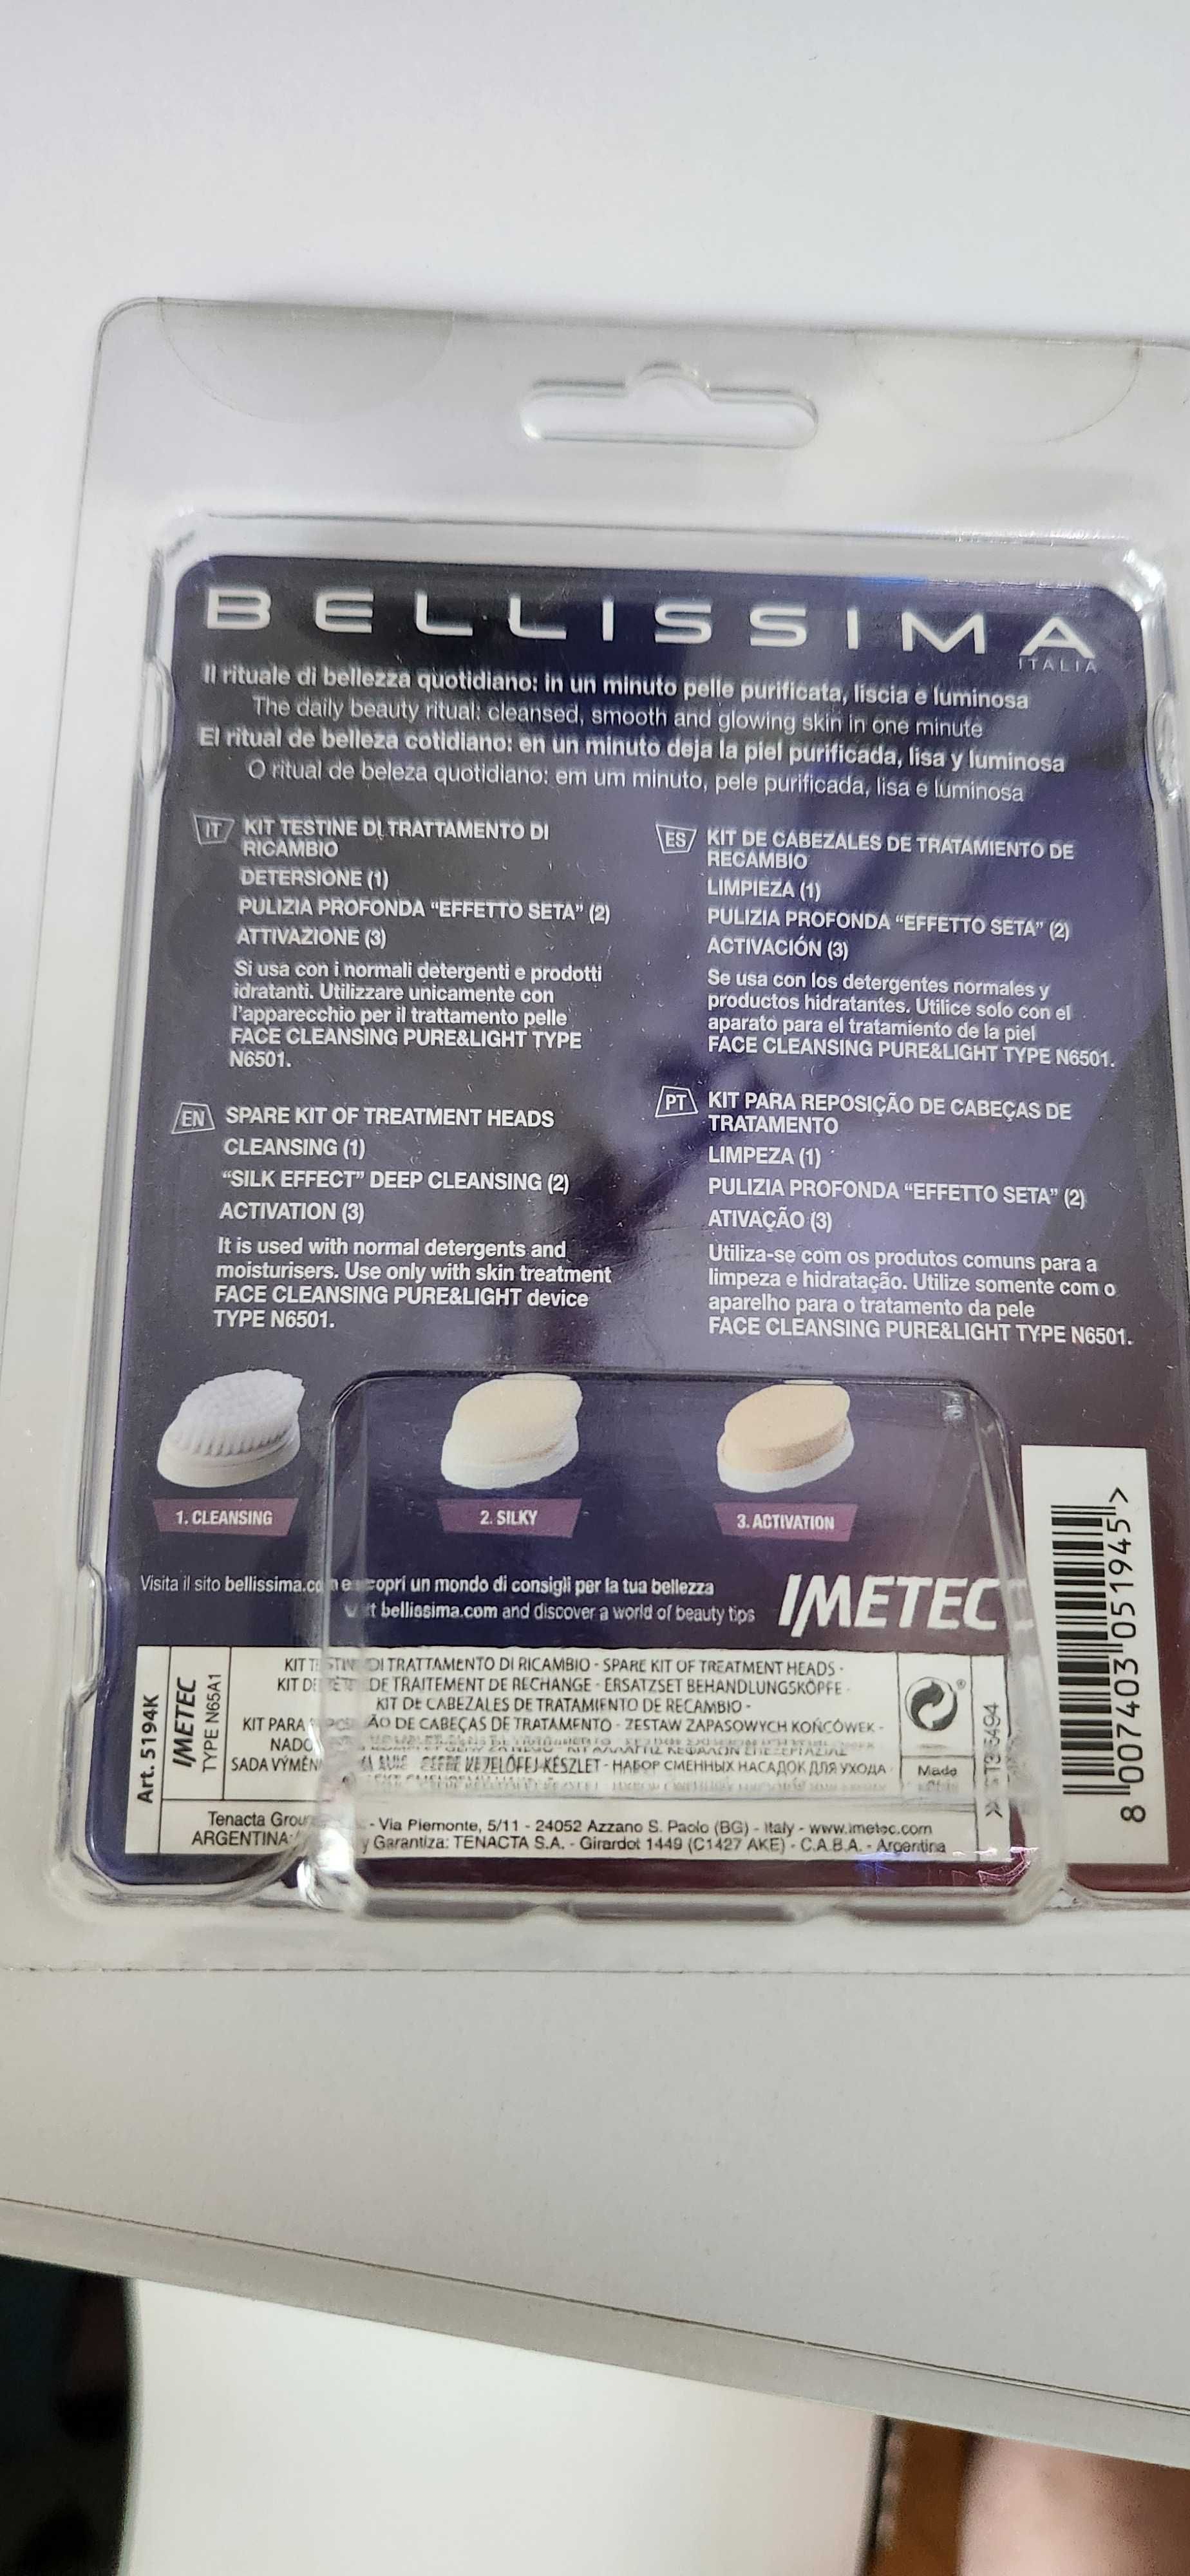 BELLISSIMA
ITALIA
Il rituale di bellezza quotidiano: in un minuto pelle purificata, liscia e luminosa
The daily beauty ritual: cleansed, smooth and glowing skin in one minute
El ritual de belleza cotidiano: en un minuto deja la piel purificada, lisa y luminosa
O ritual de beleza quotidiano: em um minuto, pele purificada, lisa e luminosa
IT KIT TESTINE DI TRATTAMENTO DI
RICAMBIO
DETERSIONE (1)
PULIZIA PROFONDA “EFFETTO SETA” (2)
ATTIVAZIONE (3)
Si usa con i normali detergenti e prodotti
idratanti. Utilizzare unicamente con
l'apparecchio per il trattamento pelle
FACE CLEANSING PURE&LIGHT TYPE
N6501.
EN SPARE KIT OF TREATMENT HEADS
CLEANSING (1)
“SILK EFFECT” DEEP CLEANSING (2)
ACTIVATION (3)
It is used with normal detergents and
moisturisers. Use only with skin treatment
FACE CLEANSING PURE&LIGHT device
TYPE N6501.
ES KIT DE CABEZALES DE TRATAMIENTO DE
RECAMBIO
LIMPIEZA (1)
PULIZIA PROFONDA “EFFETTO SETA” (2)
ACTIVACIÓN (3)
Se usa con los detergentes normales y
productos hidratantes. Utilice solo con el
aparato para el tratamiento de la piel
FACE CLEANSING PURE&LIGHT TYPE N6501.
PT KIT PARA REPOSIÇÃO DE CABEÇAS DE
TRATAMENTO
LIMPEZA (1)
PULIZIA PROFONDA “EFFETTO SETA” (2)
ATIVAÇÃO (3)
Utiliza-se com os produtos comuns para a
limpeza e hidratação. Utilize somente com o
aparelho para o tratamento da pele
FACE CLEANSING PURE&LIGHT TYPE N6501.
1. CLEANSING
2. SILKY
3. ACTIVATION
Visita il sito un mondo di consigli per la tua bellezza
bellissima.com and discover a world of beauty tips
IMETEC
Art. 5194K
IMETEC
TYPE N65A1
KIT DI TRATTAMENTO DI RICAMBIO - SPARE KIT OF TREATMENT HEADS -
KIT DE TRAITEMENT DE RECHANGE - ERSATZSET BEHANDLUNGSKÖPFE -
KIT DE CABEZALES DE TRATAMIENTO DE RECAMBIO -
KIT PARA DE CABEÇAS DE TRATAMENTO - ZESTAW ZAPASOWYCH KOŃCÓWEK -
SADA KEZELŐFEJ-KÉSZLET - НАБОР СМЕННЫХ НАСАДОК ДЛЯ УХОДА
Made
Tenacta - Via Piemonte, 5/11 - 24052 Azzano S. Paolo (BG) - Italy - www.imetec.com
ARGENTINA: y Garantiza: TENACTA S.A. - Girardot 1449 (C1427 AKE) - C.A.B.A. - Argentina
8 007403 051945 >